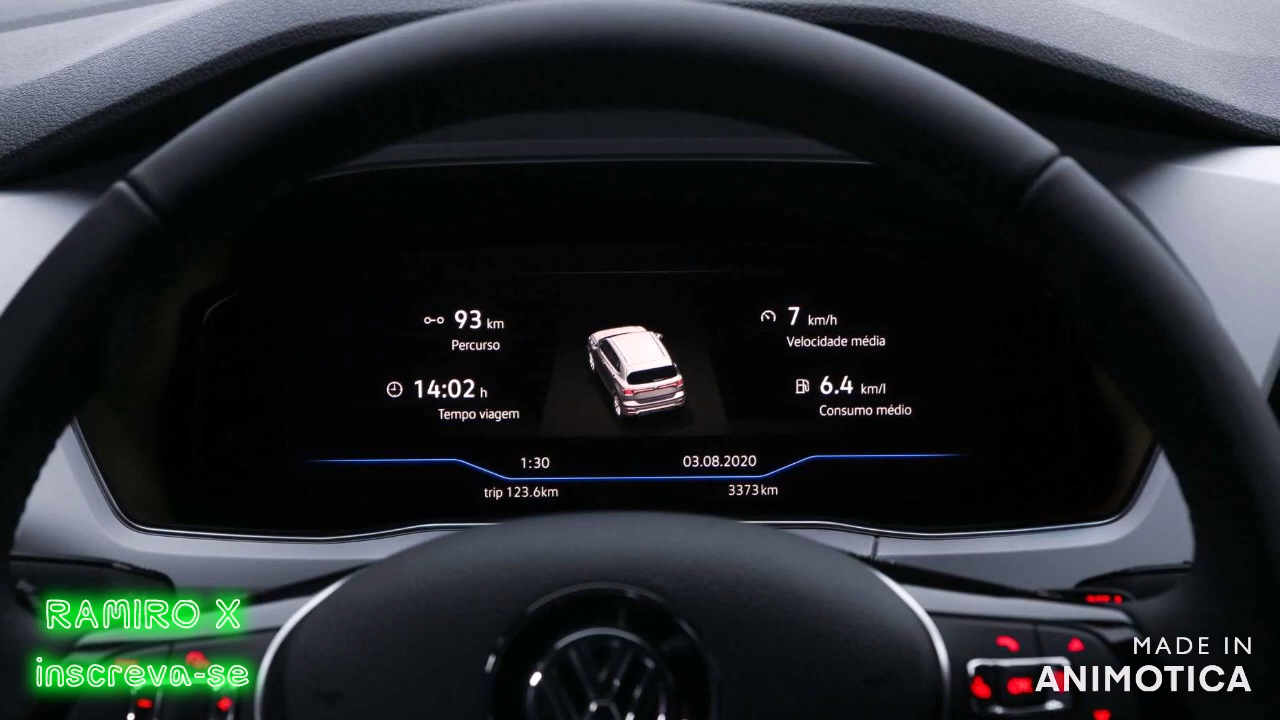 93 km
Percurso
14:02 h
Tempo viagem
7 km/h
Velocidade média
6.4 km/l
Consumo médio
1:30
03.08.2020
trip 123.6km
3373km
RAMIRO X
inscreva-se
MADE IN
ANIMOTICA